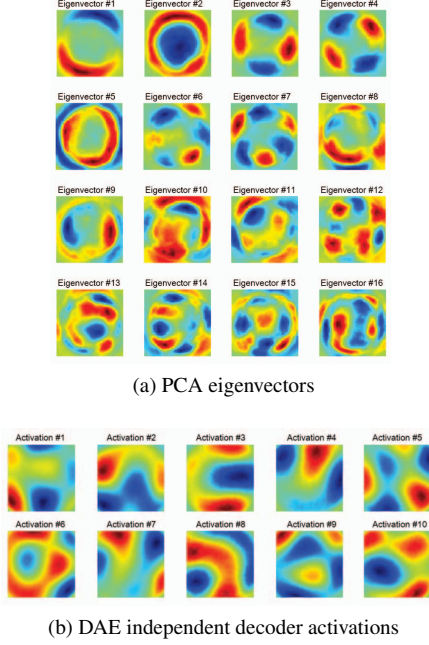 Eigenvector #1 Eigenvector #2 Eigenvector #3 Eigenvector #4
Eigenvector #5 Eigenvector #6 Eigenvector #7 Eigenvector #8
Eigenvector #9 Eigenvector #10 Eigenvector #11 Eigenvector #12
Eigenvector #13 Eigenvector #14 Eigenvector #15 Eigenvector #16
(a) PCA eigenvectors
Activation #1 Activation #2 Activation #3 Activation #4 Activation #5
Activation #6 Activation #7 Activation #8 Activation #9 Activation #10
(b) DAE independent decoder activations